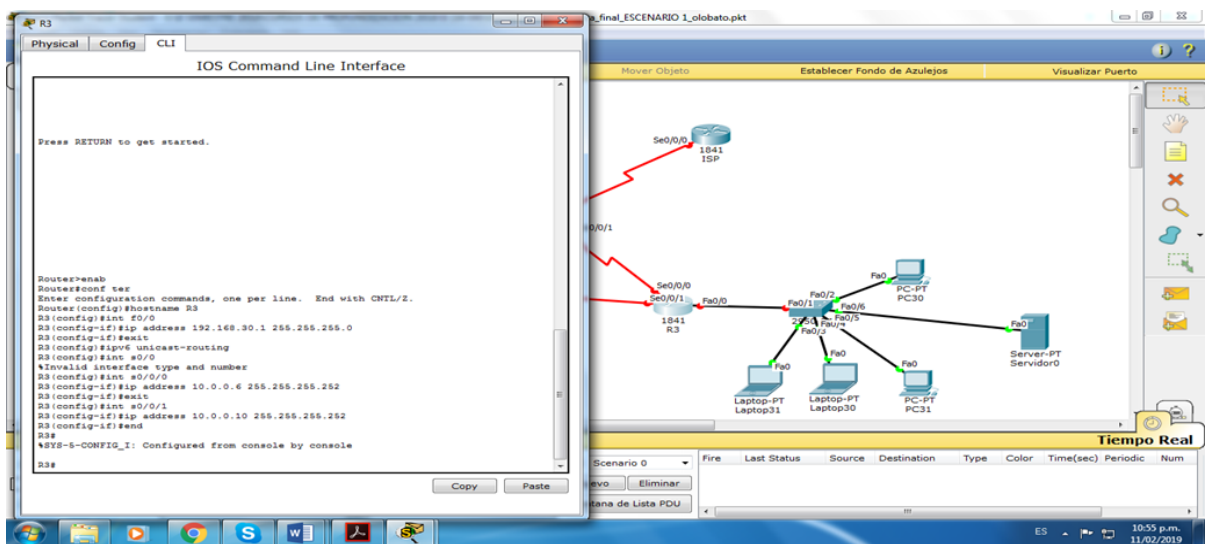 R3
Physical Config CLI
IOS Command Line Interface
Press RETURN to get started.
Router>enab
Router#conf ter
Enter configuration commands, one per line. End with CNTL/Z.
Router(config)#hostname R3
R3(config)#int f0/0
R3(config-if)#ip address 192.168.30.1 255.255.255.0
R3(config-if)#exit
R3(config)#ipv6 unicast-routing
R3(config)#int s0/0
%Invalid interface type and number
R3(config)#int s0/0/0
R3(config-if)#ip address 10.0.0.6 255.255.255.252
R3(config-if)#exit
R3(config)#int s0/0/1
R3(config-if)#ip address 10.0.0.10 255.255.255.252
R3(config-if)#end
R3#
%SYS-5-CONFIG_I: Configured from console by console
R3#
Copy Paste
a_final_ESCENARIO 1_olobato.pkt
Mover Objeto Establecer Fondo de Azulejos Visualizar Puerto
Se0/0/0
1841
ISP
0/0/1
Se0/0/0
Se0/0/1
Fa0/0
1841
R3
Fa0/1
Fa0/2
Fa0/6
Fa0/5
Fa0/4
Fa0/3
Fa0
PC-PT
PC30
Fa0
Server-PT
Servidor0
Fa0
Laptop-PT
Laptop31
Fa0
Laptop-PT
Laptop30
Fa0
PC-PT
PC31
Tiempo Real
Scenario 0
evo Eliminar
tana de Lista PDU
Fire Last Status Source Destination Type Color Time(sec) Periodic Num
ES
10:55 p.m.
11/02/2019